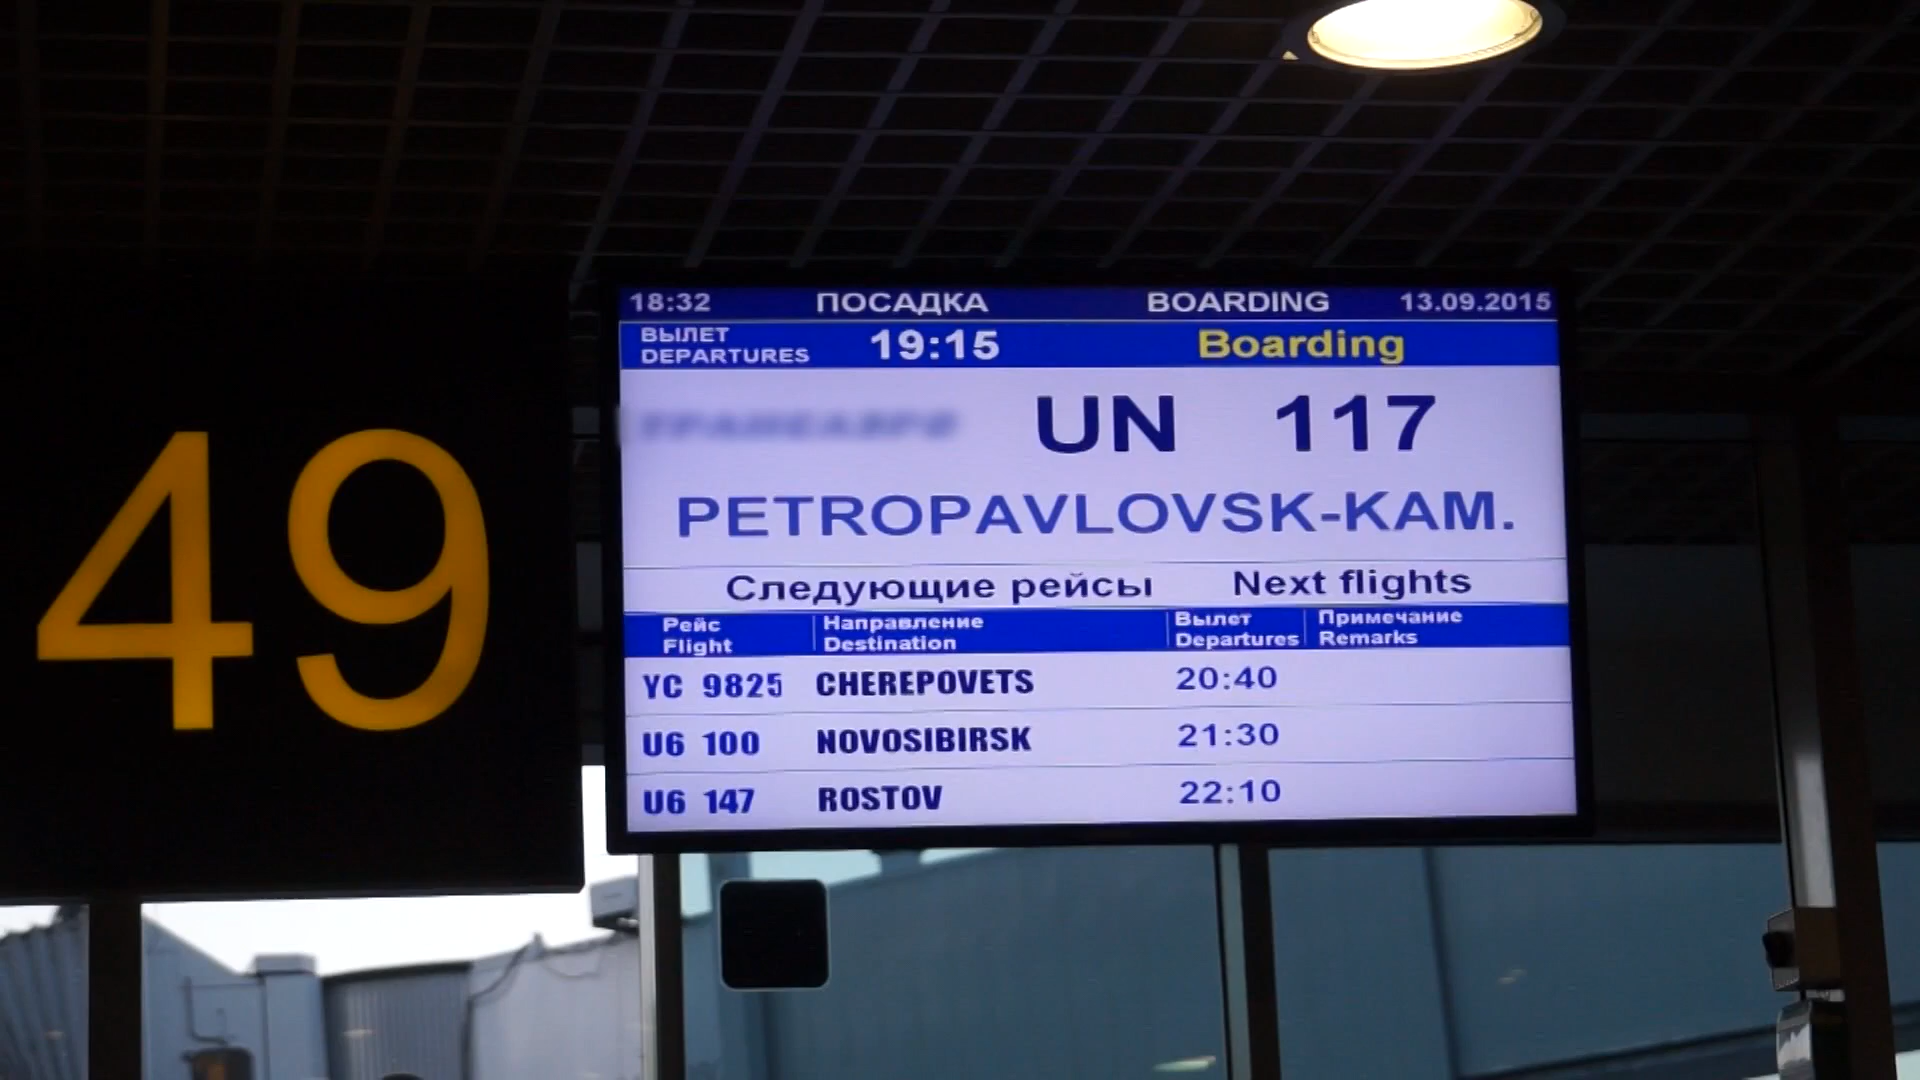 49
18:32 ПОСАДКА BOARDING 13.09.2015
ВЫЛЕТ
DEPARTURES 19:15 Boarding
UN 117
PETROPAVLOVSK-KAM.
Следующие рейсы Next flights
Рейс Направление Вылет Примечание
Flight Destination Departures Remarks
YC 9825 CHEREPOVETS 20:40
U6 100 NOVOSIBIRSK 21:30
U6 147 ROSTOV 22:10